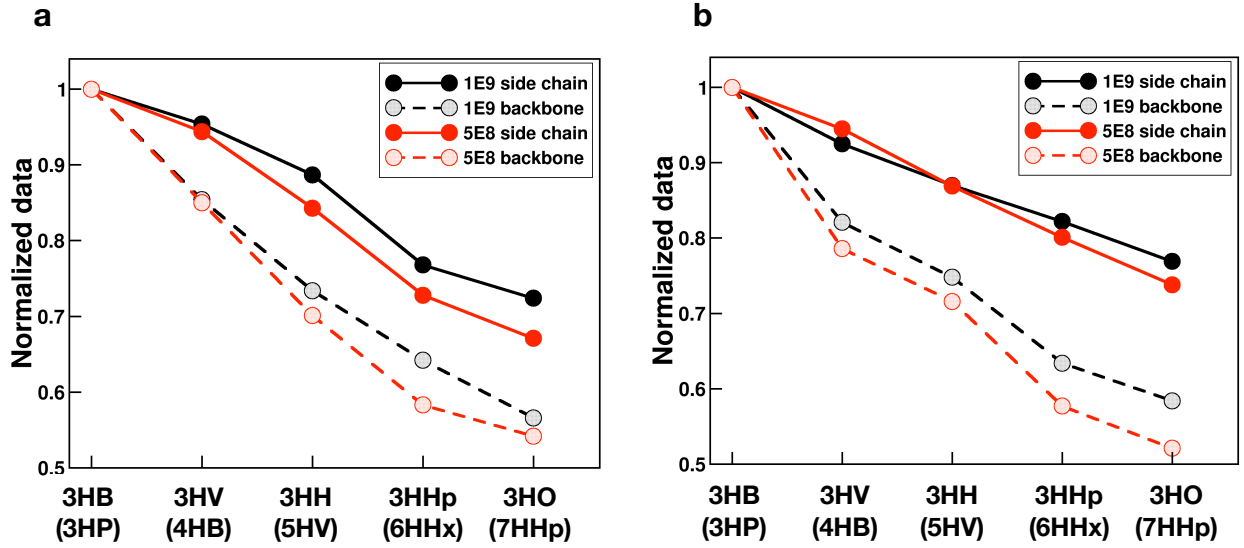 a
Normalized data
1
0.9
0.8
0.7
0.6
0.5
1E9 side chain
1E9 backbone
5E8 side chain
5E8 backbone
3HB
(3HP)
3HV
(4HB)
3HH
(5HV)
3HHp
(6HHx)
3HO
(7HHp)
b
Normalized data
1
0.9
0.8
0.7
0.6
0.5
1E9 side chain
1E9 backbone
5E8 side chain
5E8 backbone
3HB
(3HP)
3HV
(4HB)
3HH
(5HV)
3HHp
(6HHx)
3HO
(7HHp)